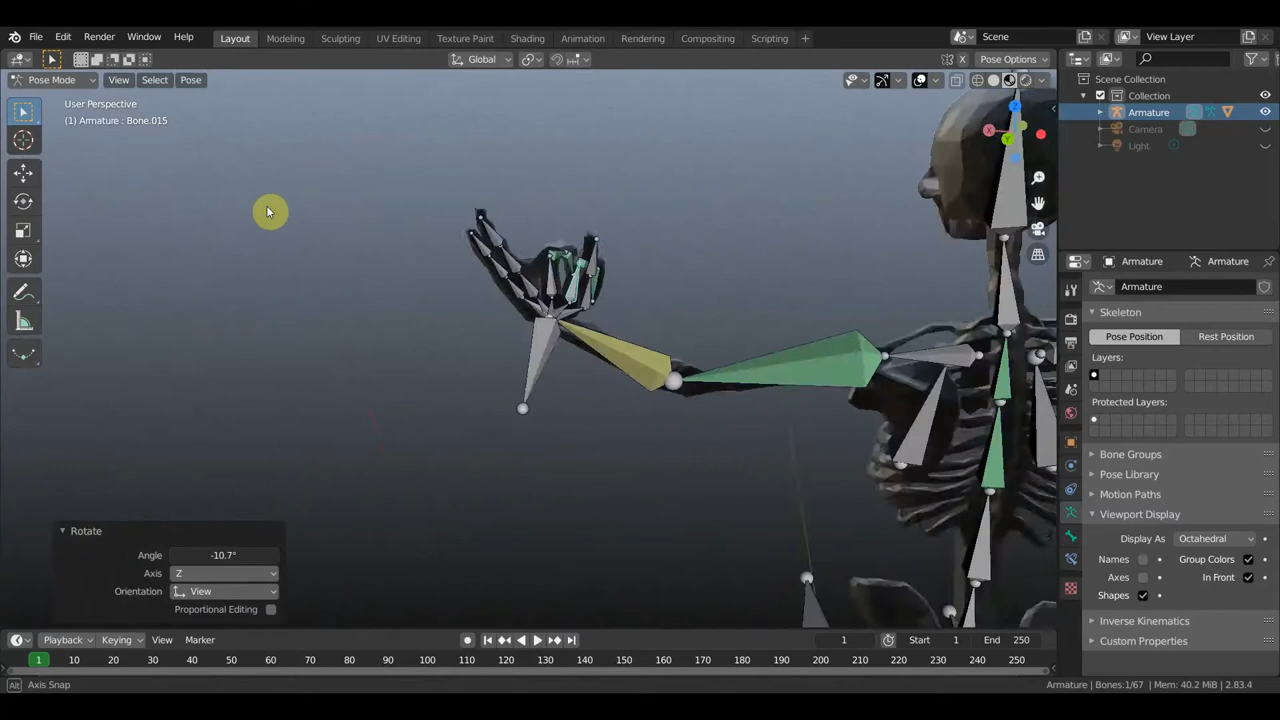 File Edit Render Window Help
Layout Modeling Sculpting UV Editing Texture Paint Shading Animation Rendering Compositing Scripting +
Scene View Layer
Global X Pose Options
Pose Mode View Select Pose
User Perspective
(1) Armature : Bone.015
Z
X
Y
Scene Collection
Collection
Armature
Camera
Light
Armature Armature
Armature
Skeleton
Pose Position Rest Position
Layers:
Protected Layers:
Bone Groups
Pose Library
Motion Paths
Viewport Display
Display As Octahedral
Names Group Colors
Axes In Front
Shapes
Inverse Kinematics
Custom Properties
Rotate
Angle -10.7°
Axis Z
Orientation View
Proportional Editing
Playback Keying View Marker
1 Start 1 End 250
1 10 20 30 40 50 60 70 80 90 100 110 120 130 140 150 160 170 180 190 200 210 220 230 240 250
Alt Axis Snap
Armature | Bones:1/67 | Mem: 40.2 MiB | 2.83.4